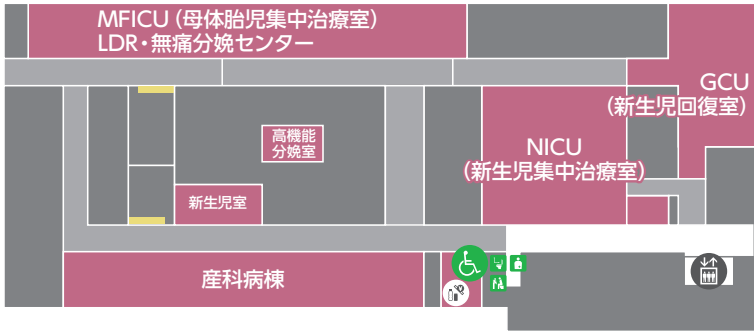 MFICU（母体胎児集中治療室）
LDR・無痛分娩センター
GCU
（新生児回復室）
高機能
分娩室
NICU
（新生児集中治療室）
新生児室
産科病棟